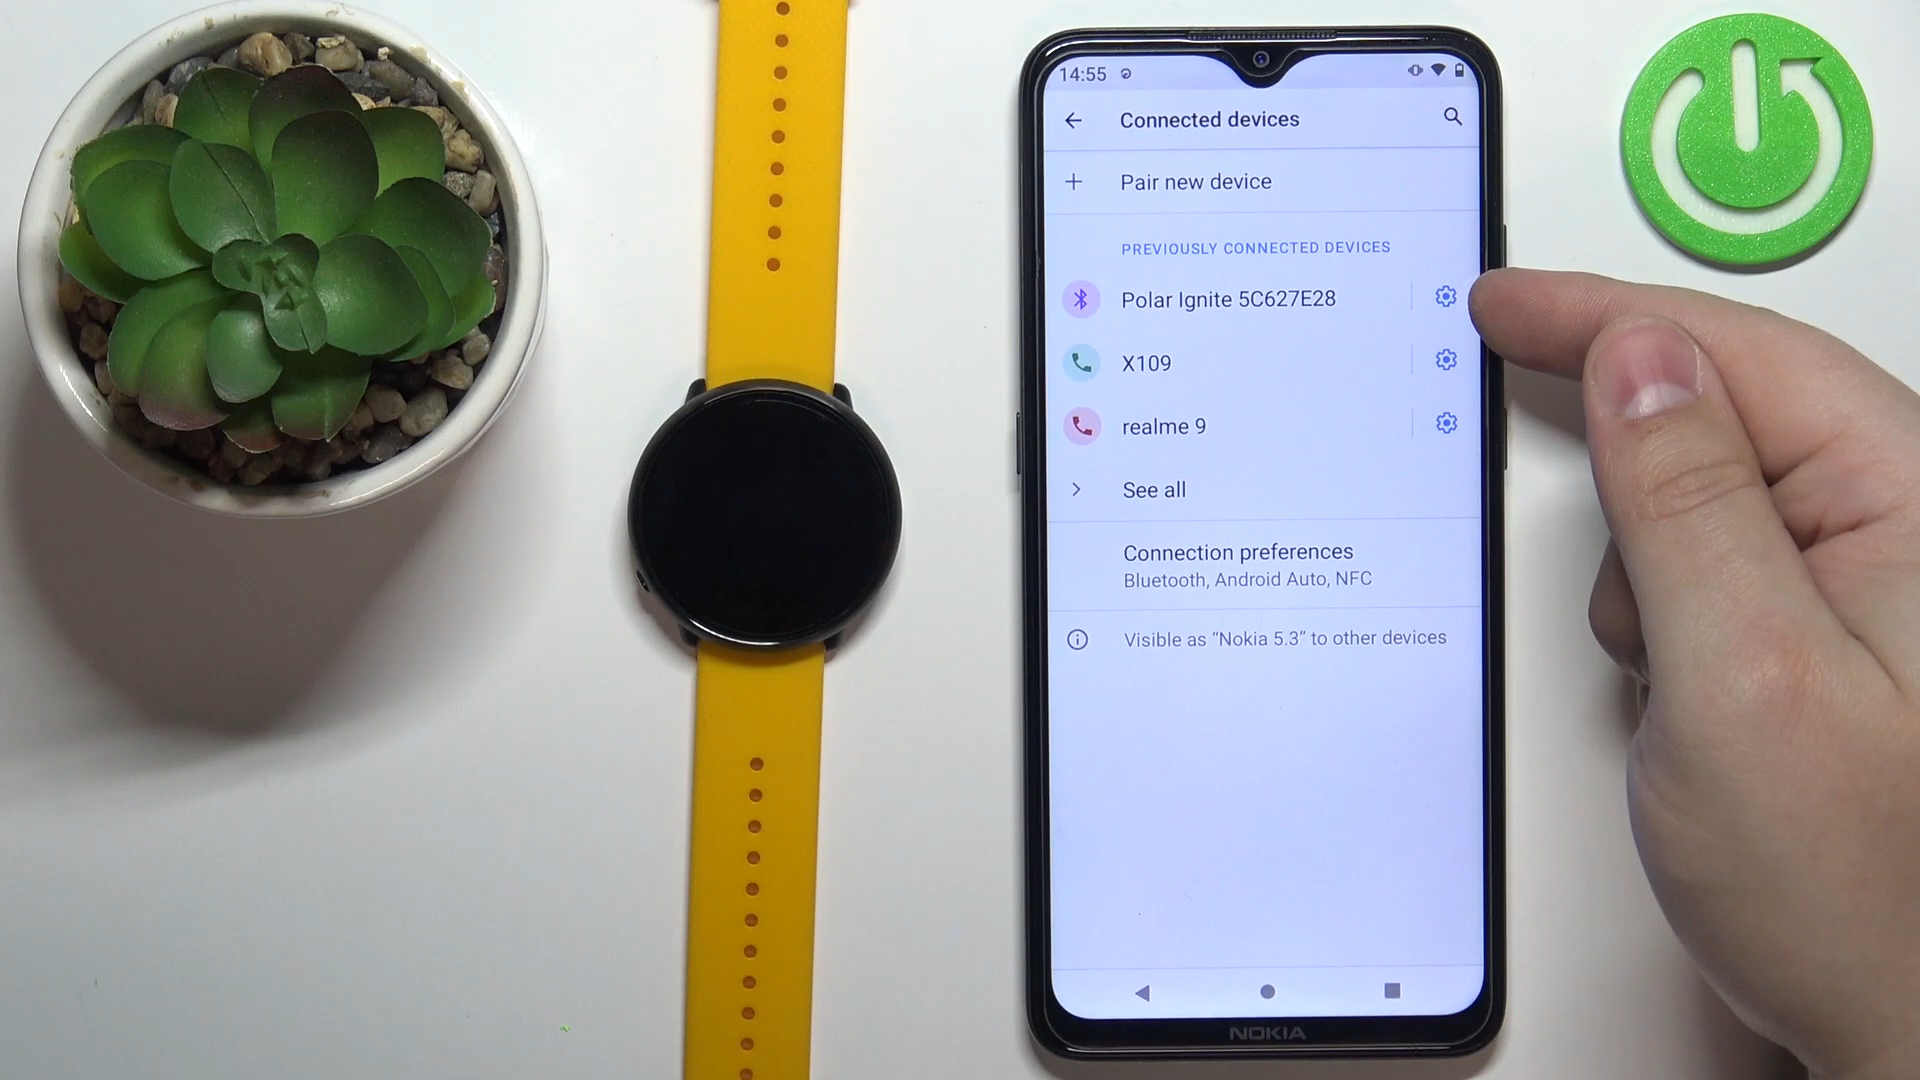 14:55
Connected devices
Pair new device
PREVIOUSLY CONNECTED DEVICES
Polar Ignite 5C627E28
X109
realme 9
See all
Connection preferences
Bluetooth, Android Auto, NFC
Visible as “Nokia 5.3” to other devices
NOKIA